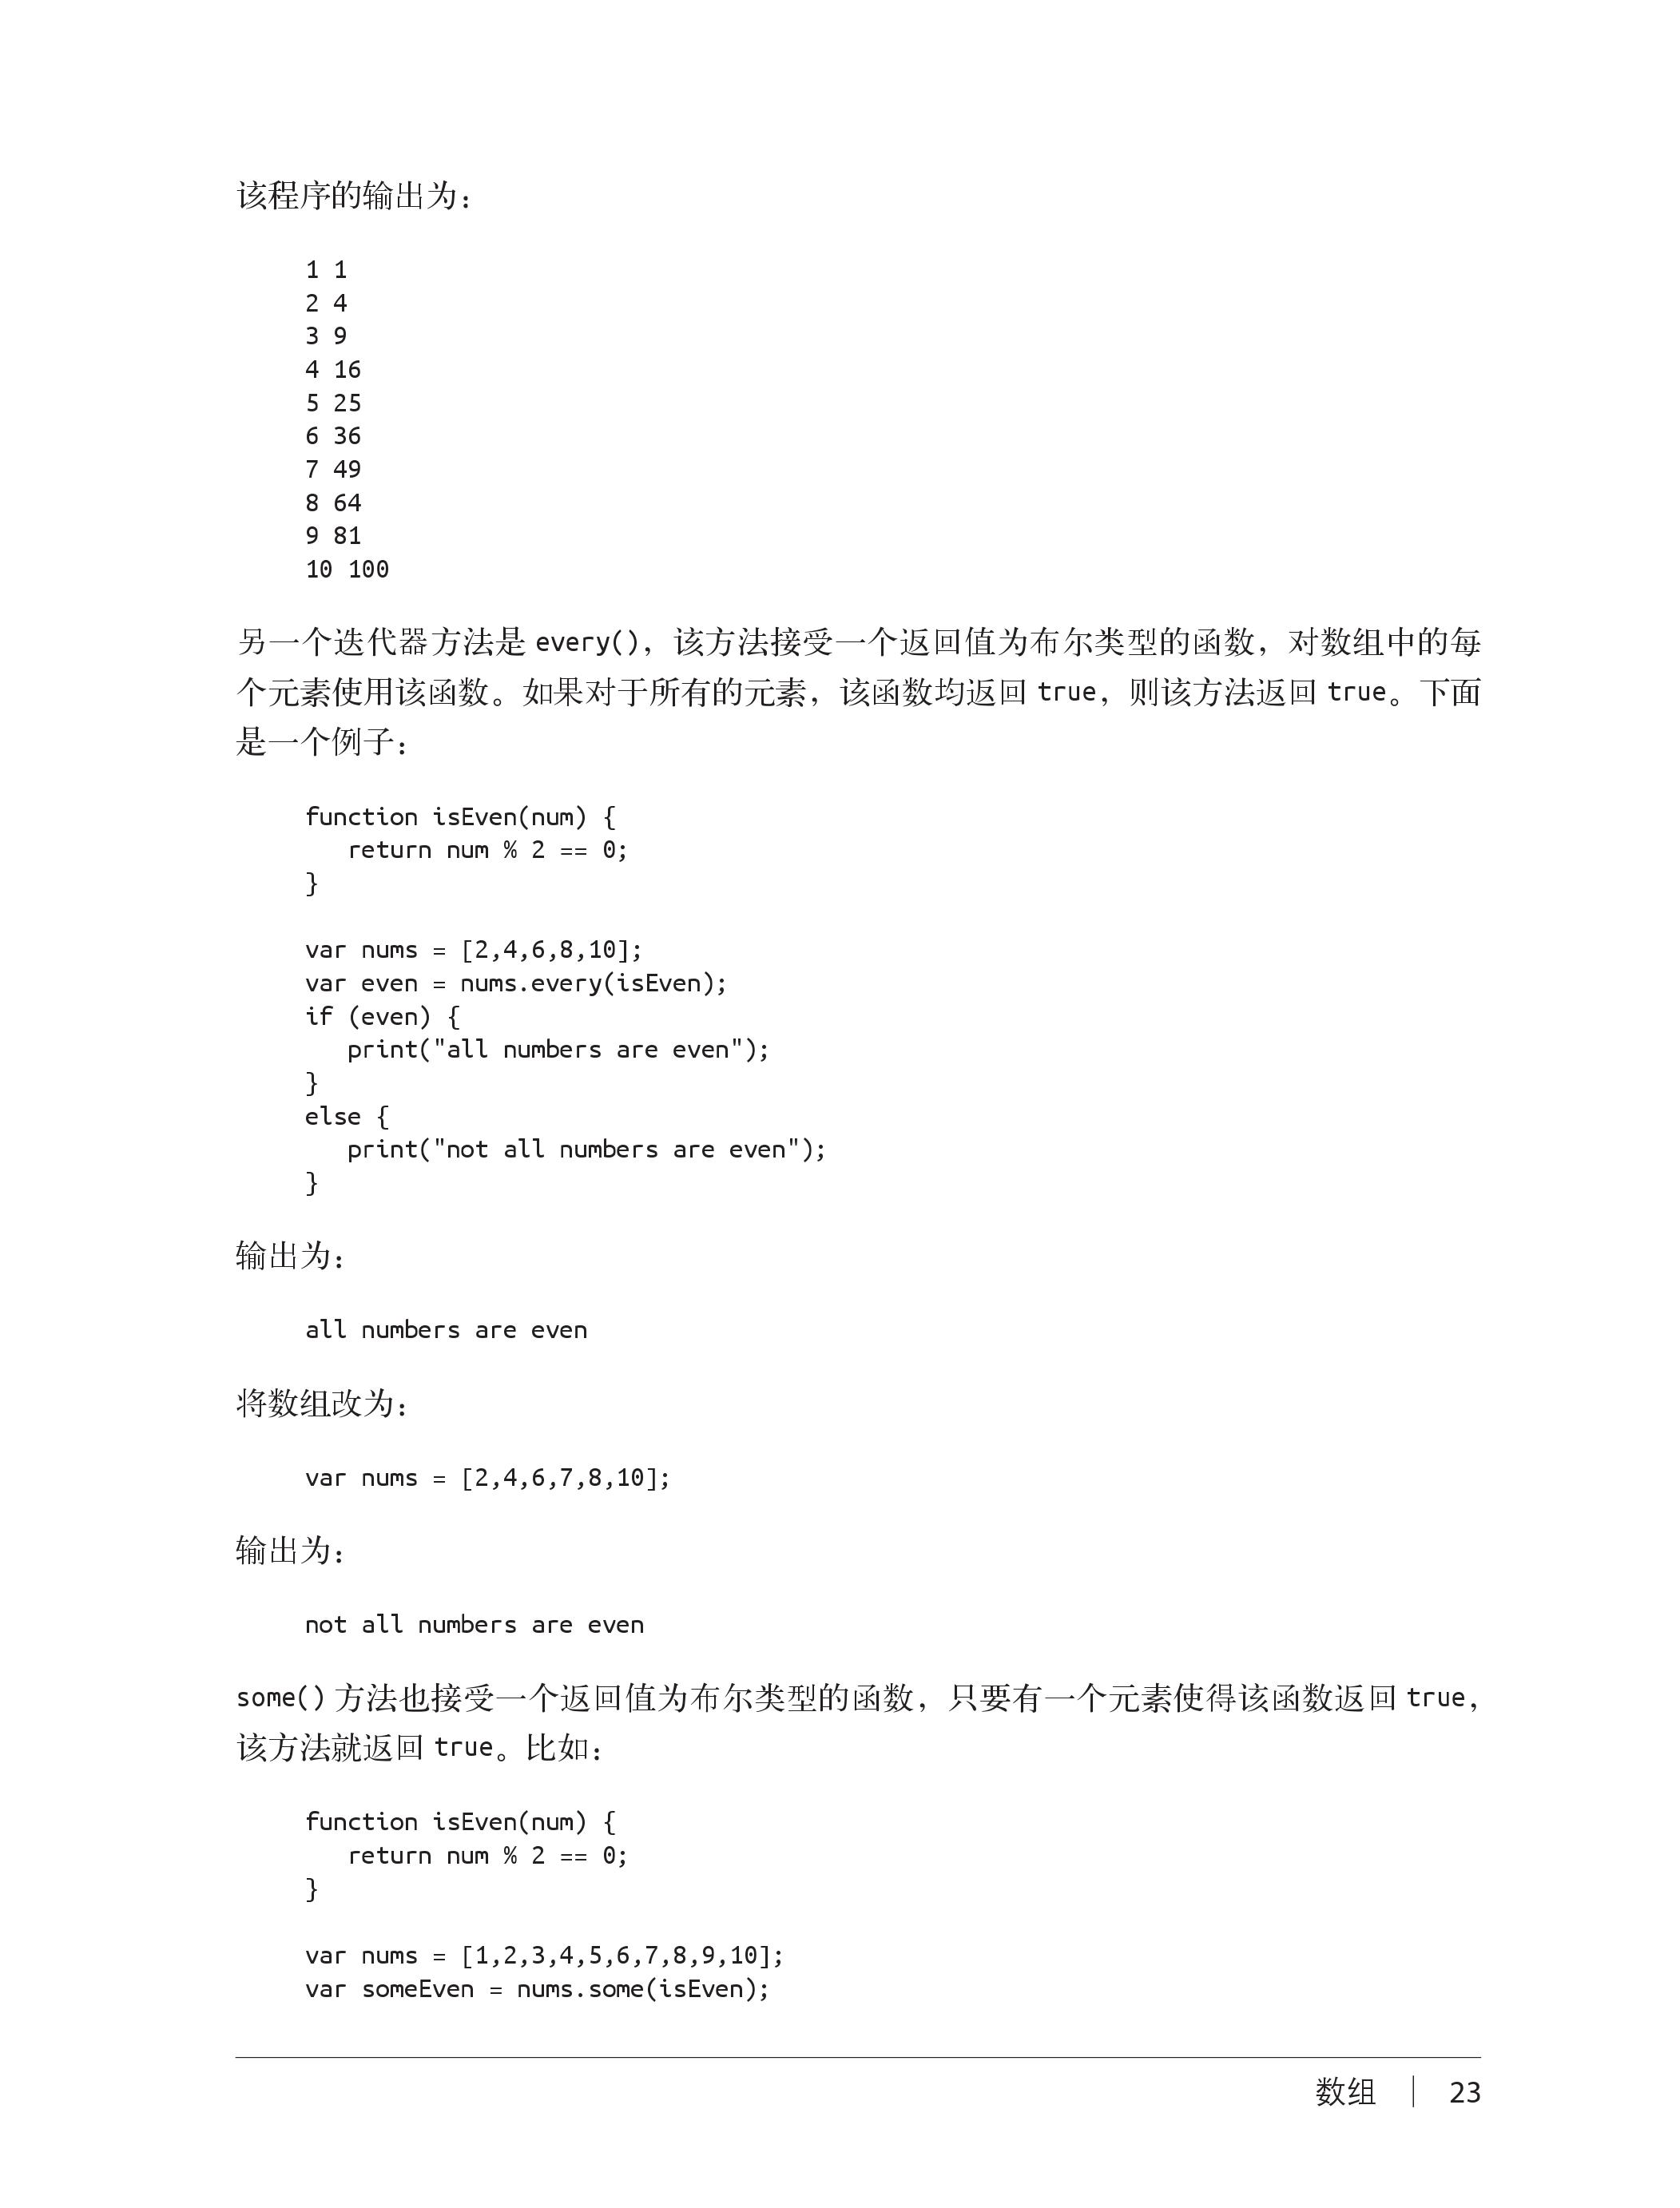 该程序的输出为：
1 1
2 4
3 9
4 16
5 25
6 36
7 49
8 64
9 81
10 100
另一个迭代器方法是 every()，该方法接受一个返回值为布尔类型的函数，对数组中的每
个元素使用该函数。如果对于所有的元素，该函数均返回 true，则该方法返回 true。下面
是一个例子：
function isEven(num) {
   return num % 2 == 0;
}
var nums = [2,4,6,8,10];
var even = nums.every(isEven);
if (even) {
   print("all numbers are even");
}
else {
   print("not all numbers are even");
}
输出为：
all numbers are even
将数组改为：
var nums = [2,4,6,7,8,10];
输出为：
not all numbers are even
some() 方法也接受一个返回值为布尔类型的函数，只要有一个元素使得该函数返回 true，
该方法就返回 true。比如：
function isEven(num) {
   return num % 2 == 0;
}
var nums = [1,2,3,4,5,6,7,8,9,10];
var someEven = nums.some(isEven);
数组 | 23